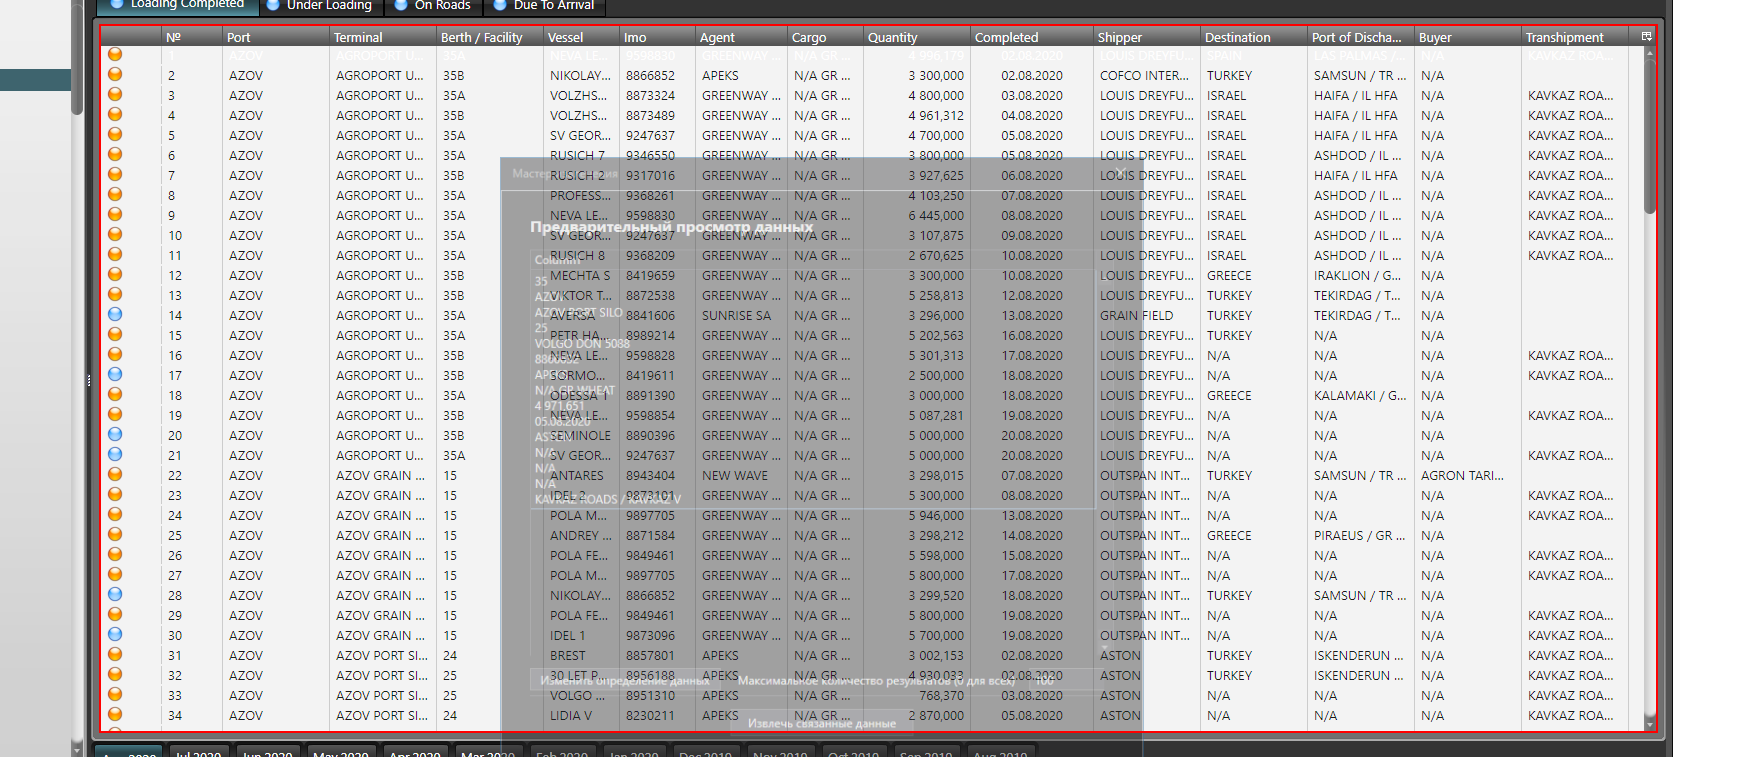 Loading Completed Under Loading On Roads Due To Arrival
№ Port Terminal Berth / Facility Vessel Imo Agent Cargo Quantity Completed Shipper Destination Port of Discha... Buyer Transhipment
1 AZOV AGROPORT U... 35A NEVA LE... 9598830 GREENWAY ... N/A GR ... 4 996,179 02.08.2020 LOUIS DREYFU... SPAIN LAS PALMAS /... N/A
2 AZOV AGROPORT U... 35B NIKOLAY... 8866852 APEKS N/A GR ... 3 300,000 02.08.2020 COFCO INTER... TURKEY SAMSUN / TR ... N/A
3 AZOV AGROPORT U... 35A VOLZHS... 8873324 GREENWAY ... N/A GR ... 4 800,000 03.08.2020 LOUIS DREYFU... ISRAEL HAIFA / IL HFA N/A KAVKAZ ROA...
4 AZOV AGROPORT U... 35B VOLZHS... 8873489 GREENWAY ... N/A GR ... 4 961,312 04.08.2020 LOUIS DREYFU... ISRAEL HAIFA / IL HFA N/A KAVKAZ ROA...
5 AZOV AGROPORT U... 35A SV GEOR... 9247637 GREENWAY ... N/A GR ... 4 700,000 05.08.2020 LOUIS DREYFU... ISRAEL HAIFA / IL HFA N/A KAVKAZ ROA...
6 AZOV AGROPORT U... 35A RUSICH 7 9346550 GREENWAY ... N/A GR ... 3 800,000 05.08.2020 LOUIS DREYFU... ISRAEL ASHDOD / IL ... N/A KAVKAZ ROA...
7 AZOV AGROPORT U... 35B RUSICH 2 9317016 GREENWAY ... N/A GR ... 3 927,625 06.08.2020 LOUIS DREYFU... ISRAEL HAIFA / IL HFA N/A KAVKAZ ROA...
8 AZOV AGROPORT U... 35A PROFESS... 9368261 GREENWAY ... N/A GR ... 4 103,250 07.08.2020 LOUIS DREYFU... ISRAEL ASHDOD / IL ... N/A KAVKAZ ROA...
9 AZOV AGROPORT U... 35A NEVA LE... 9598830 GREENWAY ... N/A GR ... 6 445,000 08.08.2020 LOUIS DREYFU... ISRAEL ASHDOD / IL ... N/A KAVKAZ ROA...
10 AZOV AGROPORT U... 35A SV GEOR... 9247637 GREENWAY ... N/A GR ... 3 107,875 09.08.2020 LOUIS DREYFU... ISRAEL ASHDOD / IL ... N/A KAVKAZ ROA...
11 AZOV AGROPORT U... 35A RUSICH 8 9368209 GREENWAY ... N/A GR ... 2 670,625 10.08.2020 LOUIS DREYFU... ISRAEL ASHDOD / IL ... N/A KAVKAZ ROA...
12 AZOV AGROPORT U... 35B MECHTA S 8419659 GREENWAY ... N/A GR ... 3 300,000 10.08.2020 LOUIS DREYFU... GREECE IRAKLION / G... N/A
13 AZOV AGROPORT U... 35B VIKTOR T... 8872538 GREENWAY ... N/A GR ... 5 258,813 12.08.2020 LOUIS DREYFU... TURKEY TEKIRDAG / T... N/A
14 AZOV AGROPORT U... 35A AVERSA 8841606 SUNRISE SA N/A GR ... 3 296,000 13.08.2020 GRAIN FIELD TURKEY TEKIRDAG / T... N/A
15 AZOV AGROPORT U... 35A PETR HA... 8989214 GREENWAY ... N/A GR ... 5 202,563 16.08.2020 LOUIS DREYFU... TURKEY N/A N/A
16 AZOV AGROPORT U... 35B NEVA LE... 9598828 GREENWAY ... N/A GR ... 5 301,313 17.08.2020 LOUIS DREYFU... N/A N/A N/A KAVKAZ ROA...
17 AZOV AGROPORT U... 35B SORMO... 8419611 GREENWAY ... N/A GR ... 2 500,000 18.08.2020 LOUIS DREYFU... N/A N/A N/A KAVKAZ ROA...
18 AZOV AGROPORT U... 35A ODESSA 1 8891390 GREENWAY ... N/A GR ... 3 000,000 18.08.2020 LOUIS DREYFU... GREECE KALAMAKI / G... N/A
19 AZOV AGROPORT U... 35B NEVA LE... 9598854 GREENWAY ... N/A GR ... 5 087,281 19.08.2020 LOUIS DREYFU... N/A N/A N/A KAVKAZ ROA...
20 AZOV AGROPORT U... 35B SEMINOLE 8890396 GREENWAY ... N/A GR ... 5 000,000 20.08.2020 LOUIS DREYFU... N/A N/A N/A
21 AZOV AGROPORT U... 35A SV GEOR... 9247637 GREENWAY ... N/A GR ... 5 000,000 20.08.2020 LOUIS DREYFU... N/A N/A N/A KAVKAZ ROA...
22 AZOV AZOV GRAIN ... 15 ANTARES 8943404 NEW WAVE N/A GR ... 3 298,015 07.08.2020 OUTSPAN INT... TURKEY SAMSUN / TR ... AGRON TARI...
23 AZOV AZOV GRAIN ... 15 IDEL 2 9873101 GREENWAY ... N/A GR ... 5 300,000 08.08.2020 OUTSPAN INT... N/A N/A N/A KAVKAZ ROA...
24 AZOV AZOV GRAIN ... 15 POLA M... 9897705 GREENWAY ... N/A GR ... 5 946,000 13.08.2020 OUTSPAN INT... N/A N/A N/A KAVKAZ ROA...
25 AZOV AZOV GRAIN ... 15 ANDREY ... 8871584 GREENWAY ... N/A GR ... 3 298,212 14.08.2020 OUTSPAN INT... GREECE PIRAEUS / GR ... N/A
26 AZOV AZOV GRAIN ... 15 POLA FE... 9849461 GREENWAY ... N/A GR ... 5 598,000 15.08.2020 OUTSPAN INT... N/A N/A N/A KAVKAZ ROA...
27 AZOV AZOV GRAIN ... 15 POLA M... 9897705 GREENWAY ... N/A GR ... 5 800,000 17.08.2020 OUTSPAN INT... N/A N/A N/A KAVKAZ ROA...
28 AZOV AZOV GRAIN ... 15 NIKOLAY... 8866852 GREENWAY ... N/A GR ... 3 299,520 18.08.2020 OUTSPAN INT... TURKEY SAMSUN / TR ... N/A
29 AZOV AZOV GRAIN ... 15 POLA FE... 9849461 GREENWAY ... N/A GR ... 5 800,000 19.08.2020 OUTSPAN INT... N/A N/A N/A KAVKAZ ROA...
30 AZOV AZOV GRAIN ... 15 IDEL 1 9873096 GREENWAY ... N/A GR ... 5 700,000 19.08.2020 OUTSPAN INT... N/A N/A N/A KAVKAZ ROA...
31 AZOV AZOV PORT SI... 24 BREST 8857801 APEKS N/A GR ... 3 002,153 02.08.2020 ASTON TURKEY ISKENDERUN ... N/A KAVKAZ ROA...
32 AZOV AZOV PORT SI... 25 30 LET P... 8956188 APEKS N/A GR ... 4 930,033 02.08.2020 ASTON TURKEY ISKENDERUN ... N/A KAVKAZ ROA...
33 AZOV AZOV PORT SI... 25 VOLGO ... 8951310 APEKS N/A GR ... 768,370 03.08.2020 ASTON N/A N/A N/A KAVKAZ ROA...
34 AZOV AZOV PORT SI... 24 LIDIA V 8230211 APEKS N/A GR ... 2 870,000 05.08.2020 ASTON N/A N/A N/A KAVKAZ ROA...
Предварительный просмотр данных
Column
35
AZOV
AZOV PORT SILO
25
VOLGO DON 5088
APEKS
N/A GR WHEAT
4 971,651
05.08.2020
ASTON
N/A
N/A
N/A
KAVKAZ ROADS / KAVKAZ V
Изменить определение данных Максимальное количество результатов (0 для всех) 100
Извлечь связанные данные
Aug 2020 Jul 2020 Jun 2020 May 2020 Apr 2020 Mar 2020 Feb 2020 Jan 2020 Dec 2019 Nov 2019 Oct 2019 Sep 2019 Aug 2019